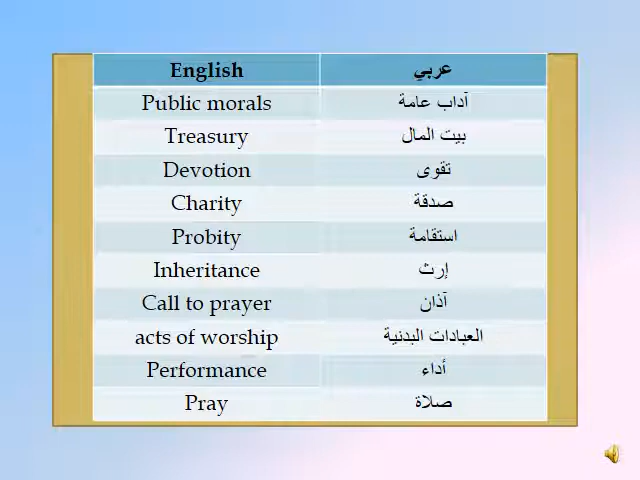 English عربي
Public morals آداب عامة
Treasury بيت المال
Devotion تقوى
Charity صدقة
Probity استقامة
Inheritance إرث
Call to prayer آذان
acts of worship العبادات البدنية
Performance أداء
Pray صلاة